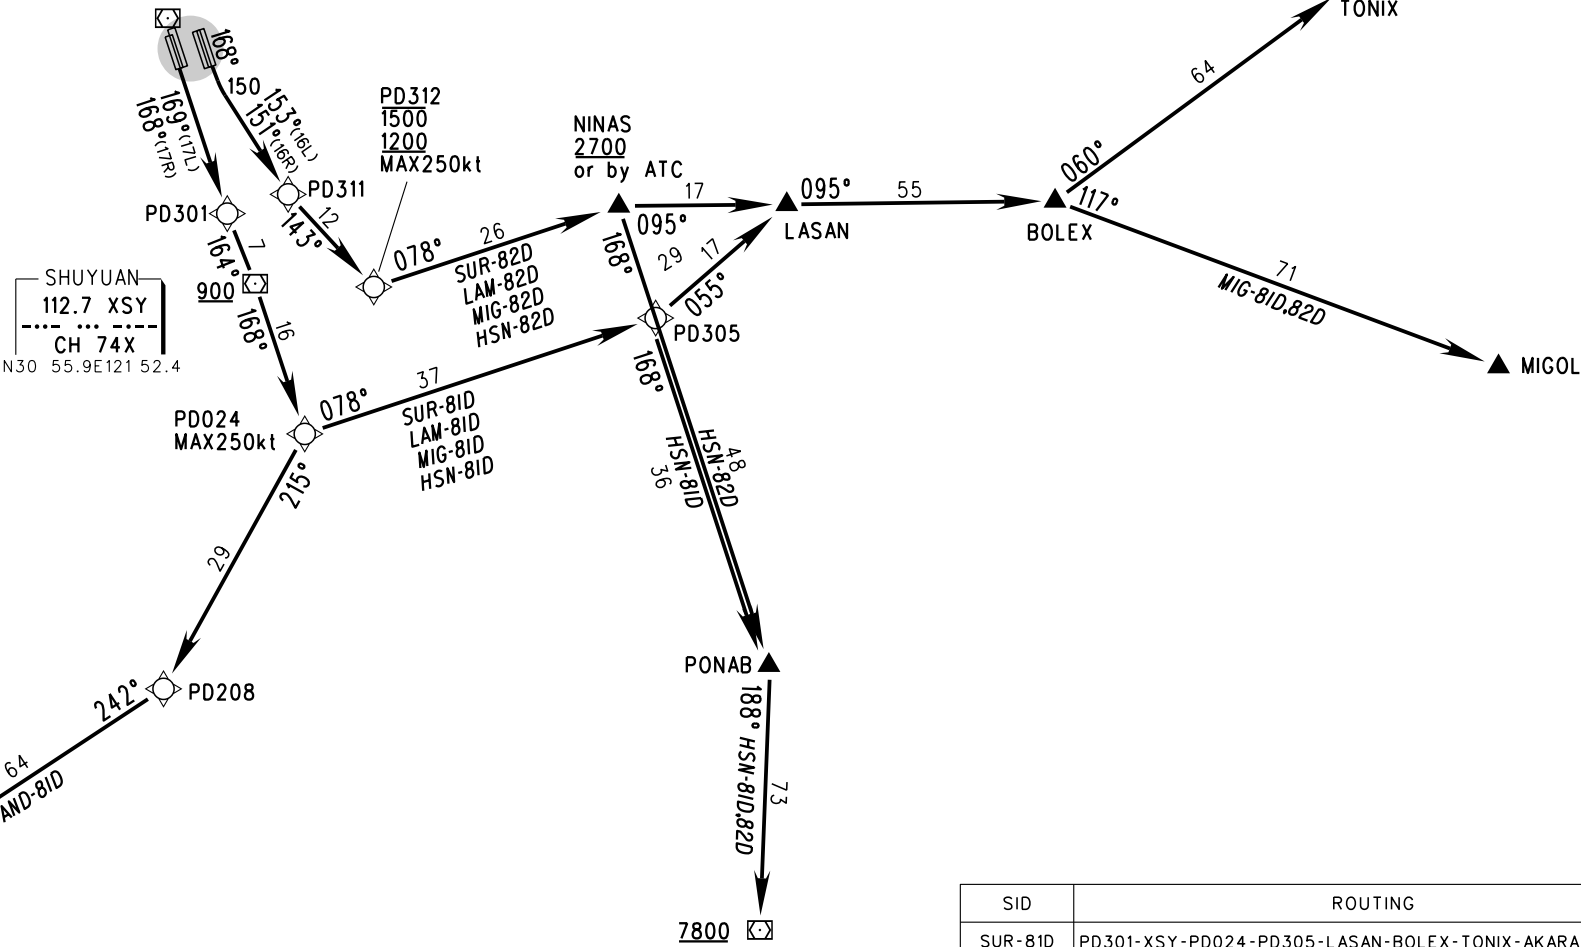 TONIX
64
060°
117°
BOLEX
71
MIG-81D,82D
MIGOL
168°
150
153°(16L)
151°(16R)
169°(17L)
168°(17R)
PD312
1500
1200
MAX250kt
NINAS
2700
or by ATC
17
095°
LASAN
095°
55
PD311
12
143°
PD301
7
164°
900
SHUYUAN
112.7 XSY
CH 74X
N30 55.9E121 52.4
16
168°
078°
26
SUR-82D
LAM-82D
MIG-82D
HSN-82D
168°
29
17
055°
PD305
PD024
MAX250kt
078°
37
SUR-81D
LAM-81D
MIG-81D
HSN-81D
168°
HSN-82D
48
HSN-81D
36
215°
29
PD208
242°
64
AND-81D
PONAB
188°
HSN-81D,82D
73
7800
SID ROUTING
SUR-81D PD301-XSY-PD024-PD305-LASAN-BOLEX-TONIX-AKARA